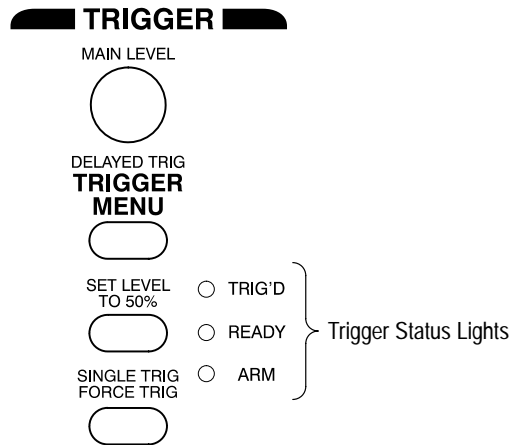 TRIGGER
MAIN LEVEL
DELAYED TRIG
TRIGGER
MENU
SET LEVEL
TO 50%
TRIG'D
READY
ARM
Trigger Status Lights
SINGLE TRIG
FORCE TRIG